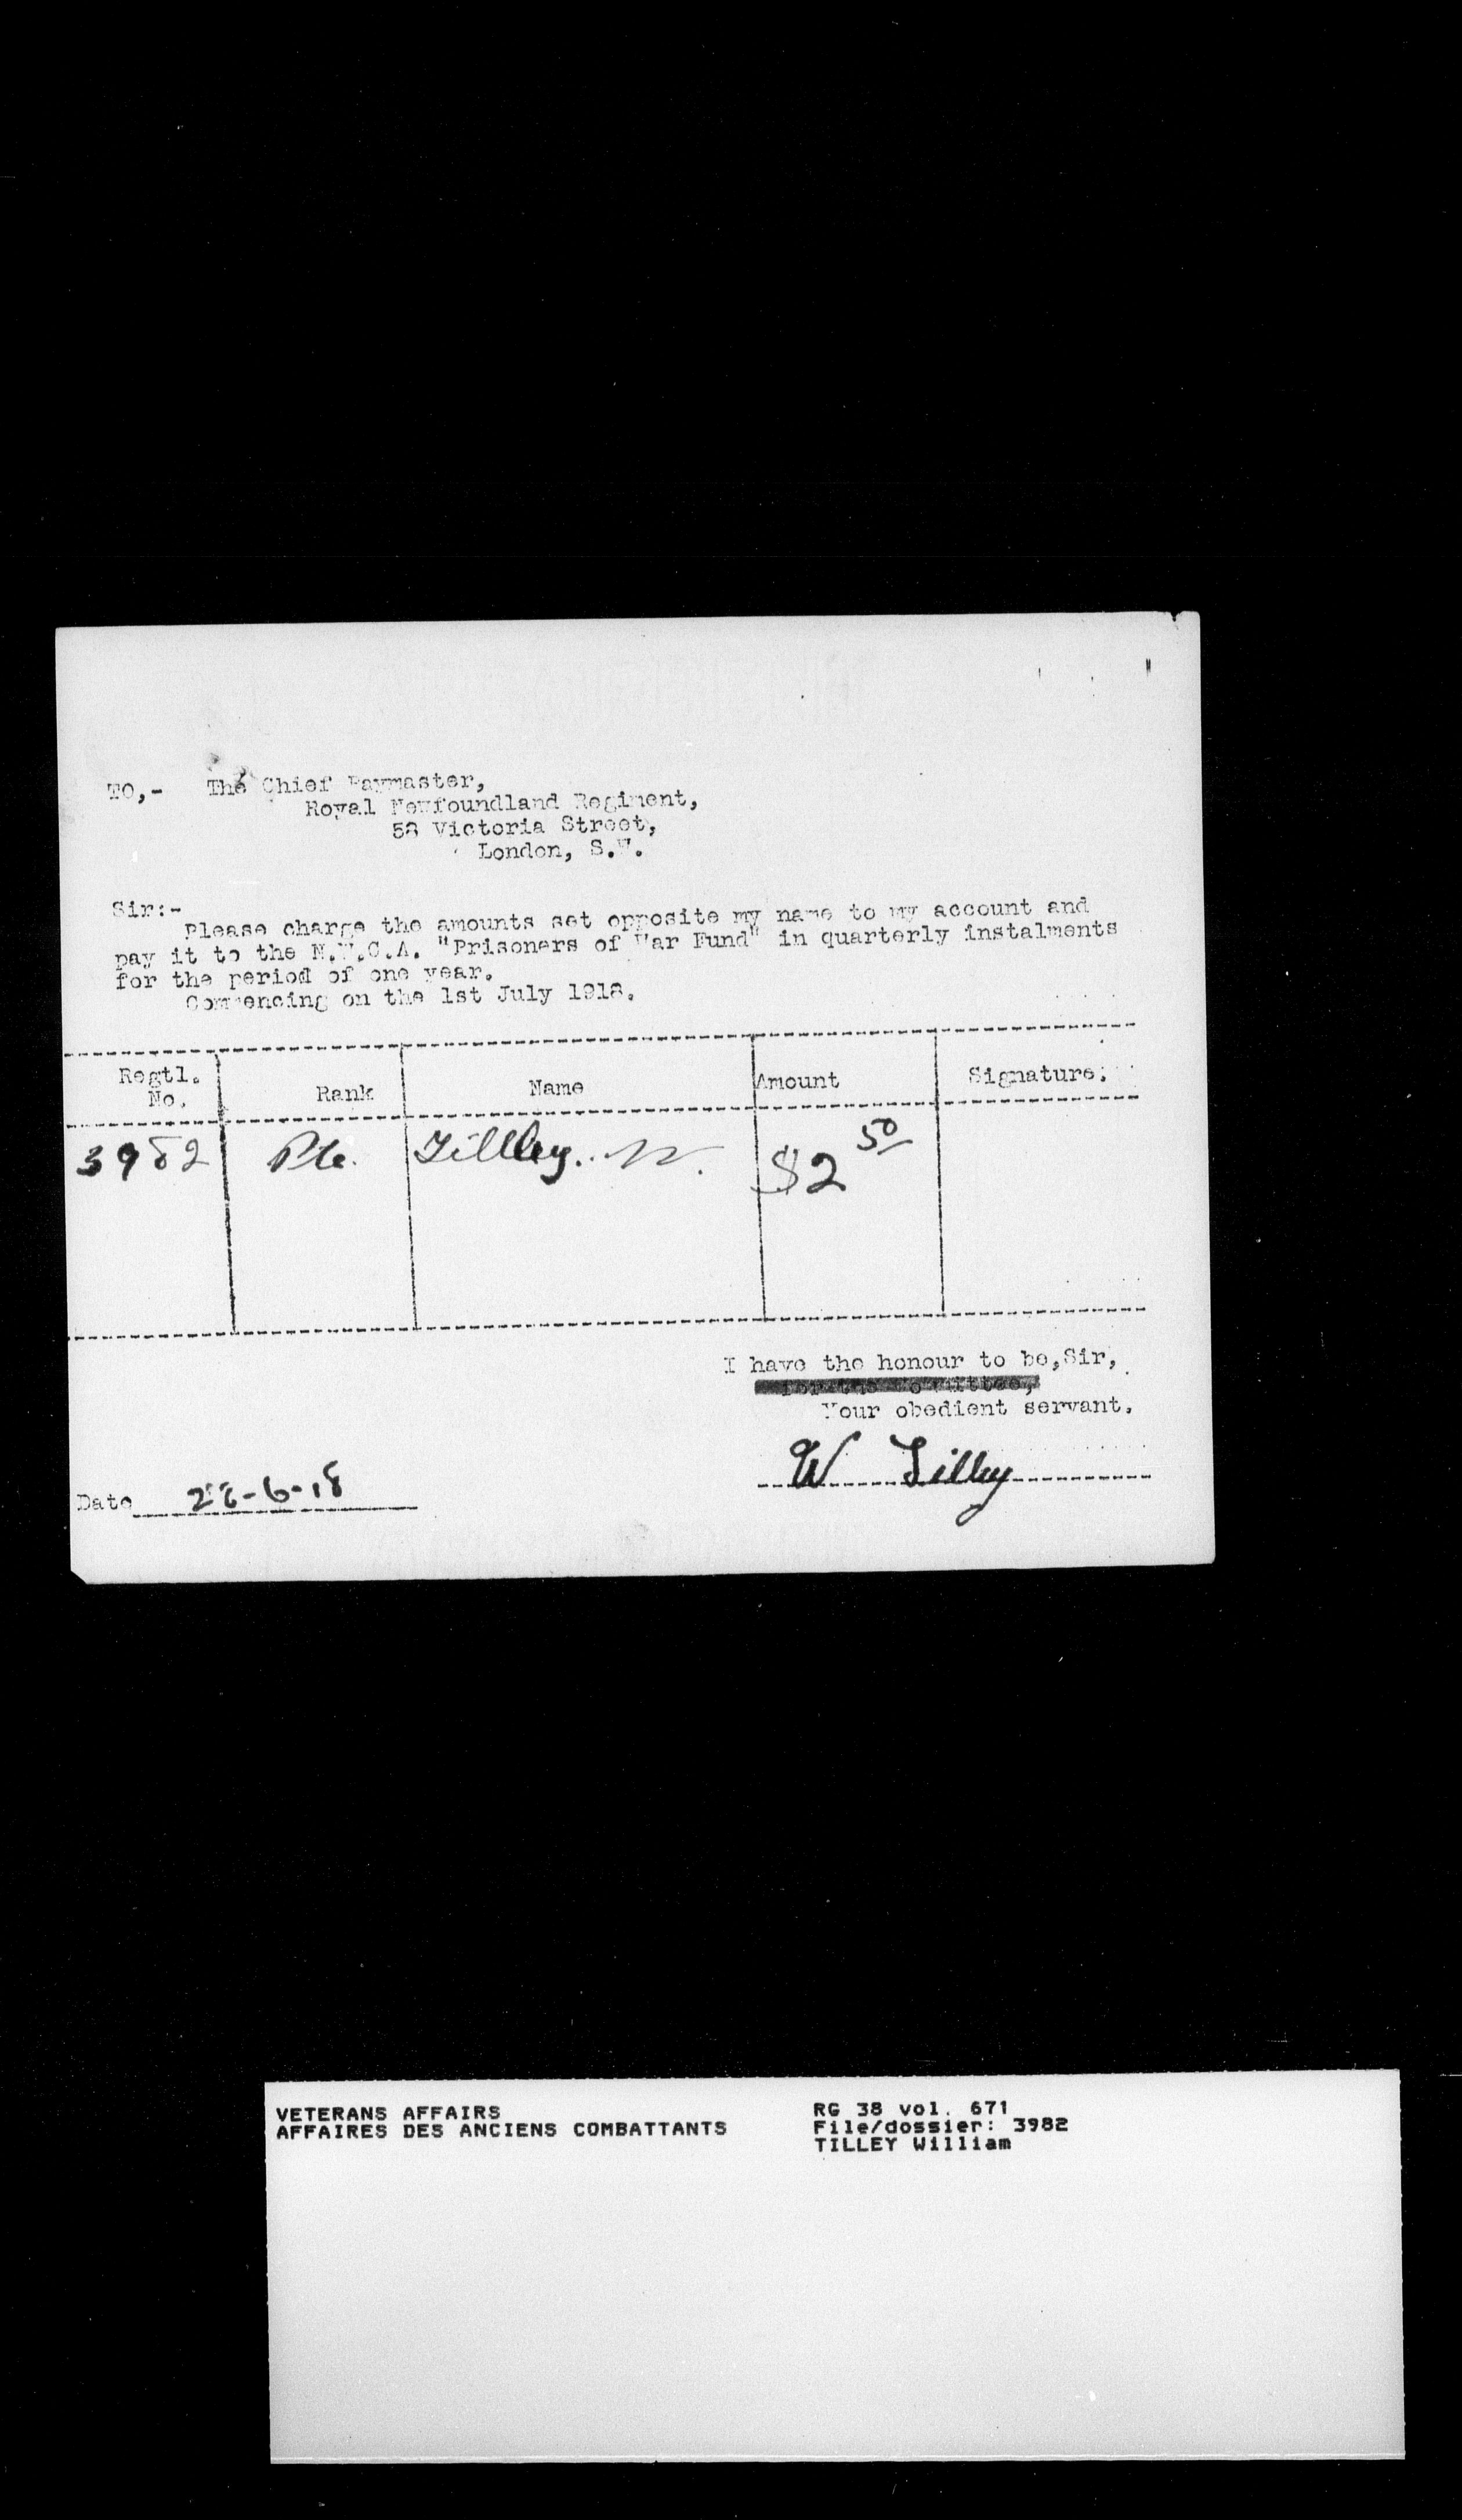 TO,- The Chief Paymaster,
Royal Newfoundland Regiment,
58 Victoria Street,
London, S.W.
Sir:-
Please charge the amounts set opposite my name to my account and
pay it to the N.W.C.A. "Prisoners of War Fund" in quarterly instalments
for the period of one year.
Commencing on the 1st July 1918.
Regtl. No. Rank Name Amount Signature.
3982 Pte. Tillley. W. $2 50
I have the honour to be,Sir,
For the Committee,
Your obedient servant.
W Tilley
Date -6-18
VETERANS AFFAIRS
AFFAIRES DES ANCIENS COMBATTANTS
RG 38 vol. 671
File/dossier: 3982
TILLEY William